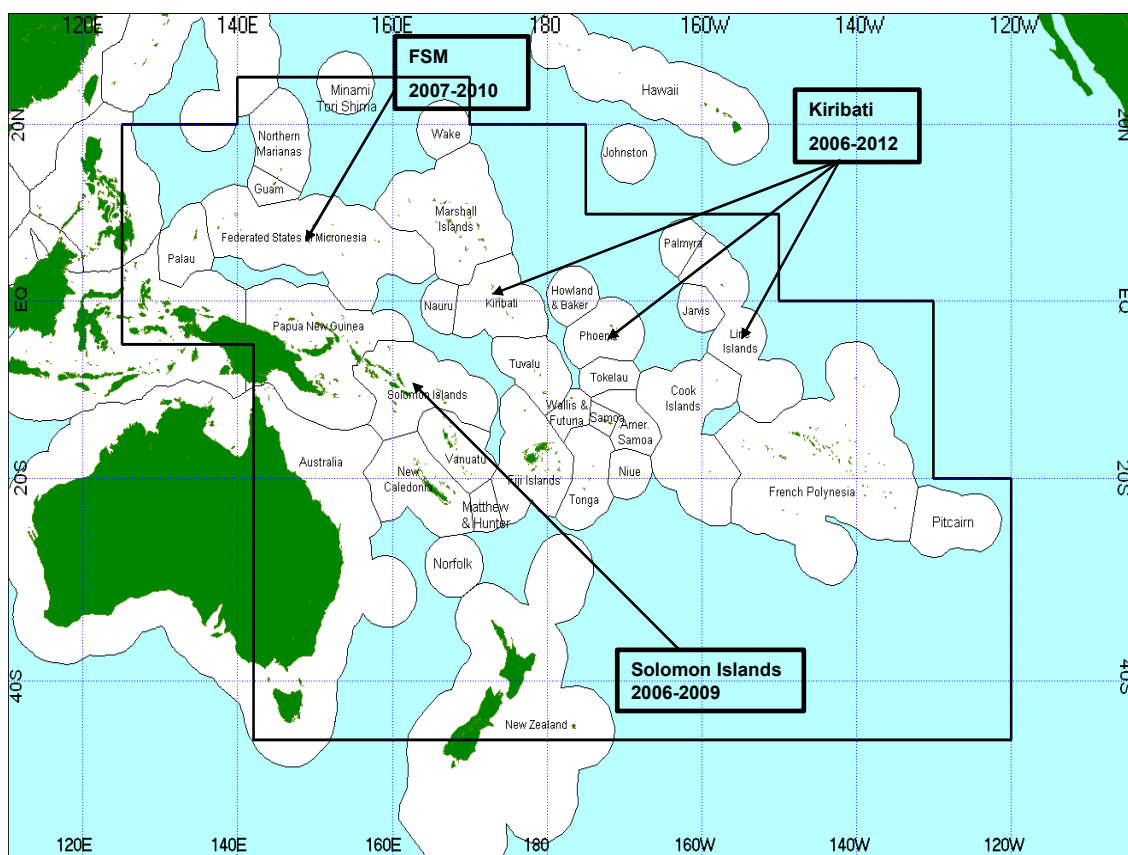 120E 140E 160E 180 160W 140W 120W
FSM
2007-2010
Minami
Tori Shima
Hawaii
Kiribati
2006-2012
20N
20N
Northern
Marianas
Wake
Johnston
Guam
Marshall
Islands
Federated States Micronesia
Palau
Palmyra
EQ
EQ
Nauru
Kiribati
Howland
& Baker
Jarvis
Papua New Guinea
Phoenix
Line
Islands
Tuvalu
Tokelau
Solomon Islands
Cook
Islands
Wallis &
Futuna
Samoa
Amer.
Samoa
Australia
Vanuatu
New
Caledonia
Fiji Islands
Niue
Tonga
20S
20S
French Polynesia
Matthew
& Hunter
Pitcairn
Norfolk
Solomon Islands
2006-2009
40S
40S
New Zealand
120E 140E 160E 180 160W 140W 120W